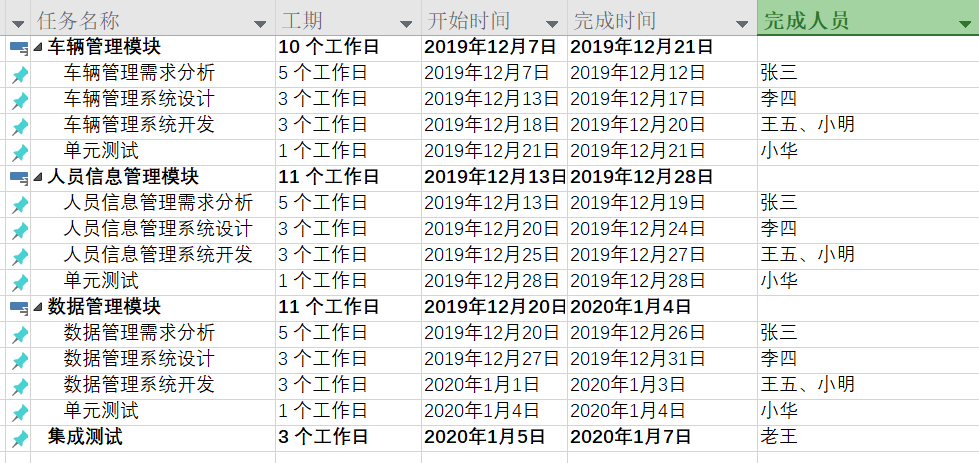 任务名称 工期 开始时间 完成时间 完成人员
车辆管理模块 10 个工作日 2019年12月7日 2019年12月21日
车辆管理需求分析 5 个工作日 2019年12月7日 2019年12月12日 张三
车辆管理系统设计 3 个工作日 2019年12月13日 2019年12月17日 李四
车辆管理系统开发 3 个工作日 2019年12月18日 2019年12月20日 王五、小明
单元测试 1 个工作日 2019年12月21日 2019年12月21日 小华
人员信息管理模块 11 个工作日 2019年12月13日 2019年12月28日
人员信息管理需求分析 5 个工作日 2019年12月13日 2019年12月19日 张三
人员信息管理系统设计 3 个工作日 2019年12月20日 2019年12月24日 李四
人员信息管理系统开发 3 个工作日 2019年12月25日 2019年12月27日 王五、小明
单元测试 1 个工作日 2019年12月28日 2019年12月28日 小华
数据管理模块 11 个工作日 2019年12月20日 2020年1月4日
数据管理需求分析 5 个工作日 2019年12月20日 2019年12月26日 张三
数据管理系统设计 3 个工作日 2019年12月27日 2019年12月31日 李四
数据管理系统开发 3 个工作日 2020年1月1日 2020年1月3日 王五、小明
单元测试 1 个工作日 2020年1月4日 2020年1月4日 小华
集成测试 3 个工作日 2020年1月5日 2020年1月7日 老王